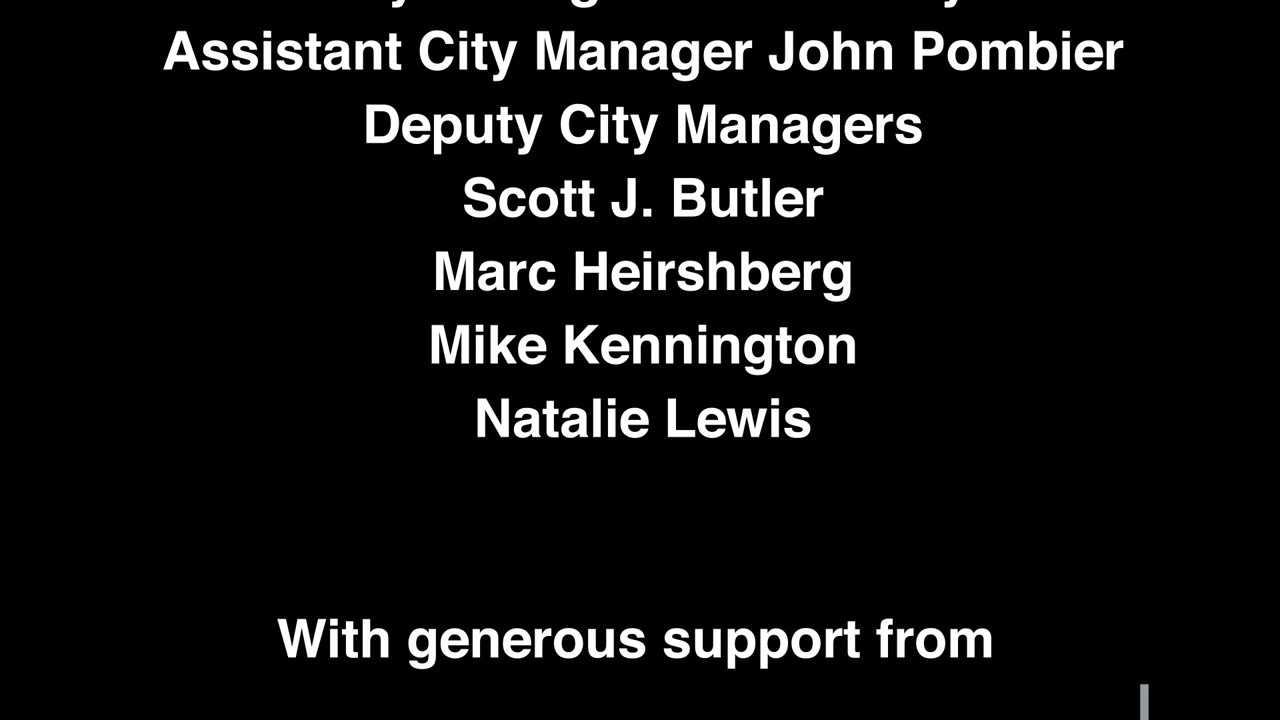 Assistant City Manager John Pombier
Deputy City Managers
Scott J. Butler
Marc Heirshberg
Mike Kennington
Natalie Lewis
With generous support from